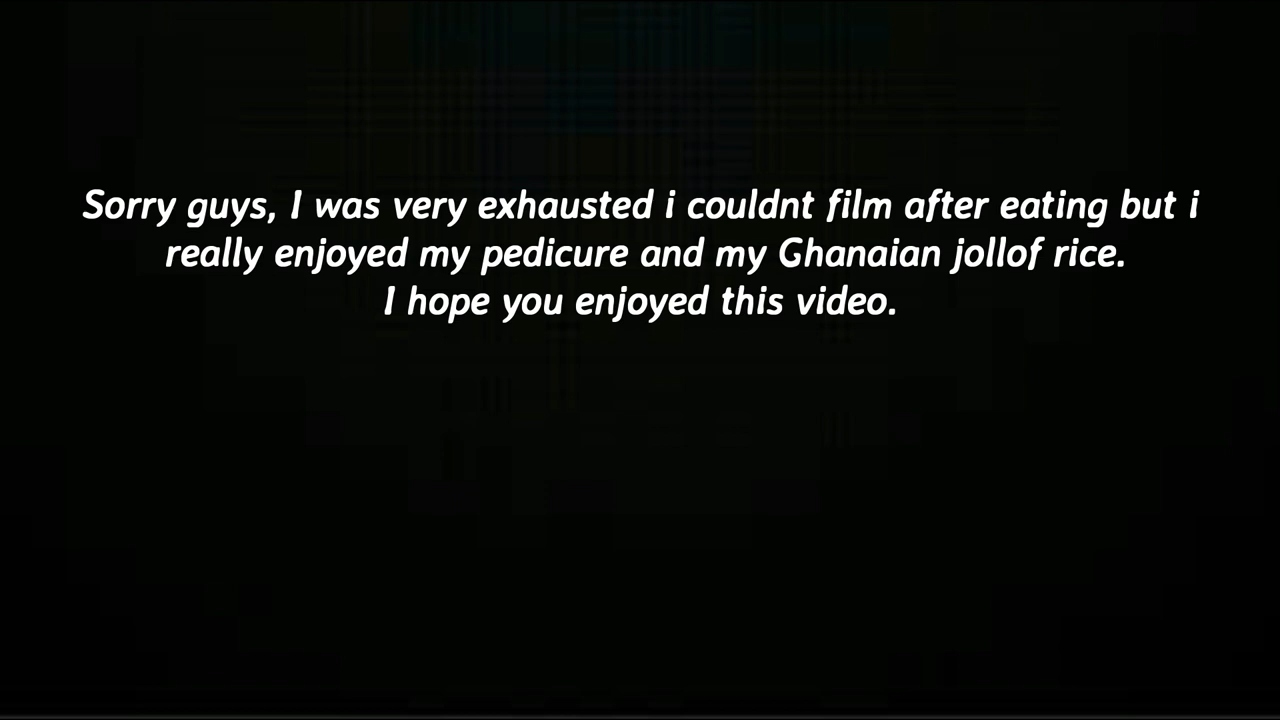 Sorry guys, I was very exhausted i couldnt film after eating but i
really enjoyed my pedicure and my Ghanaian jollof rice.
I hope you enjoyed this video.